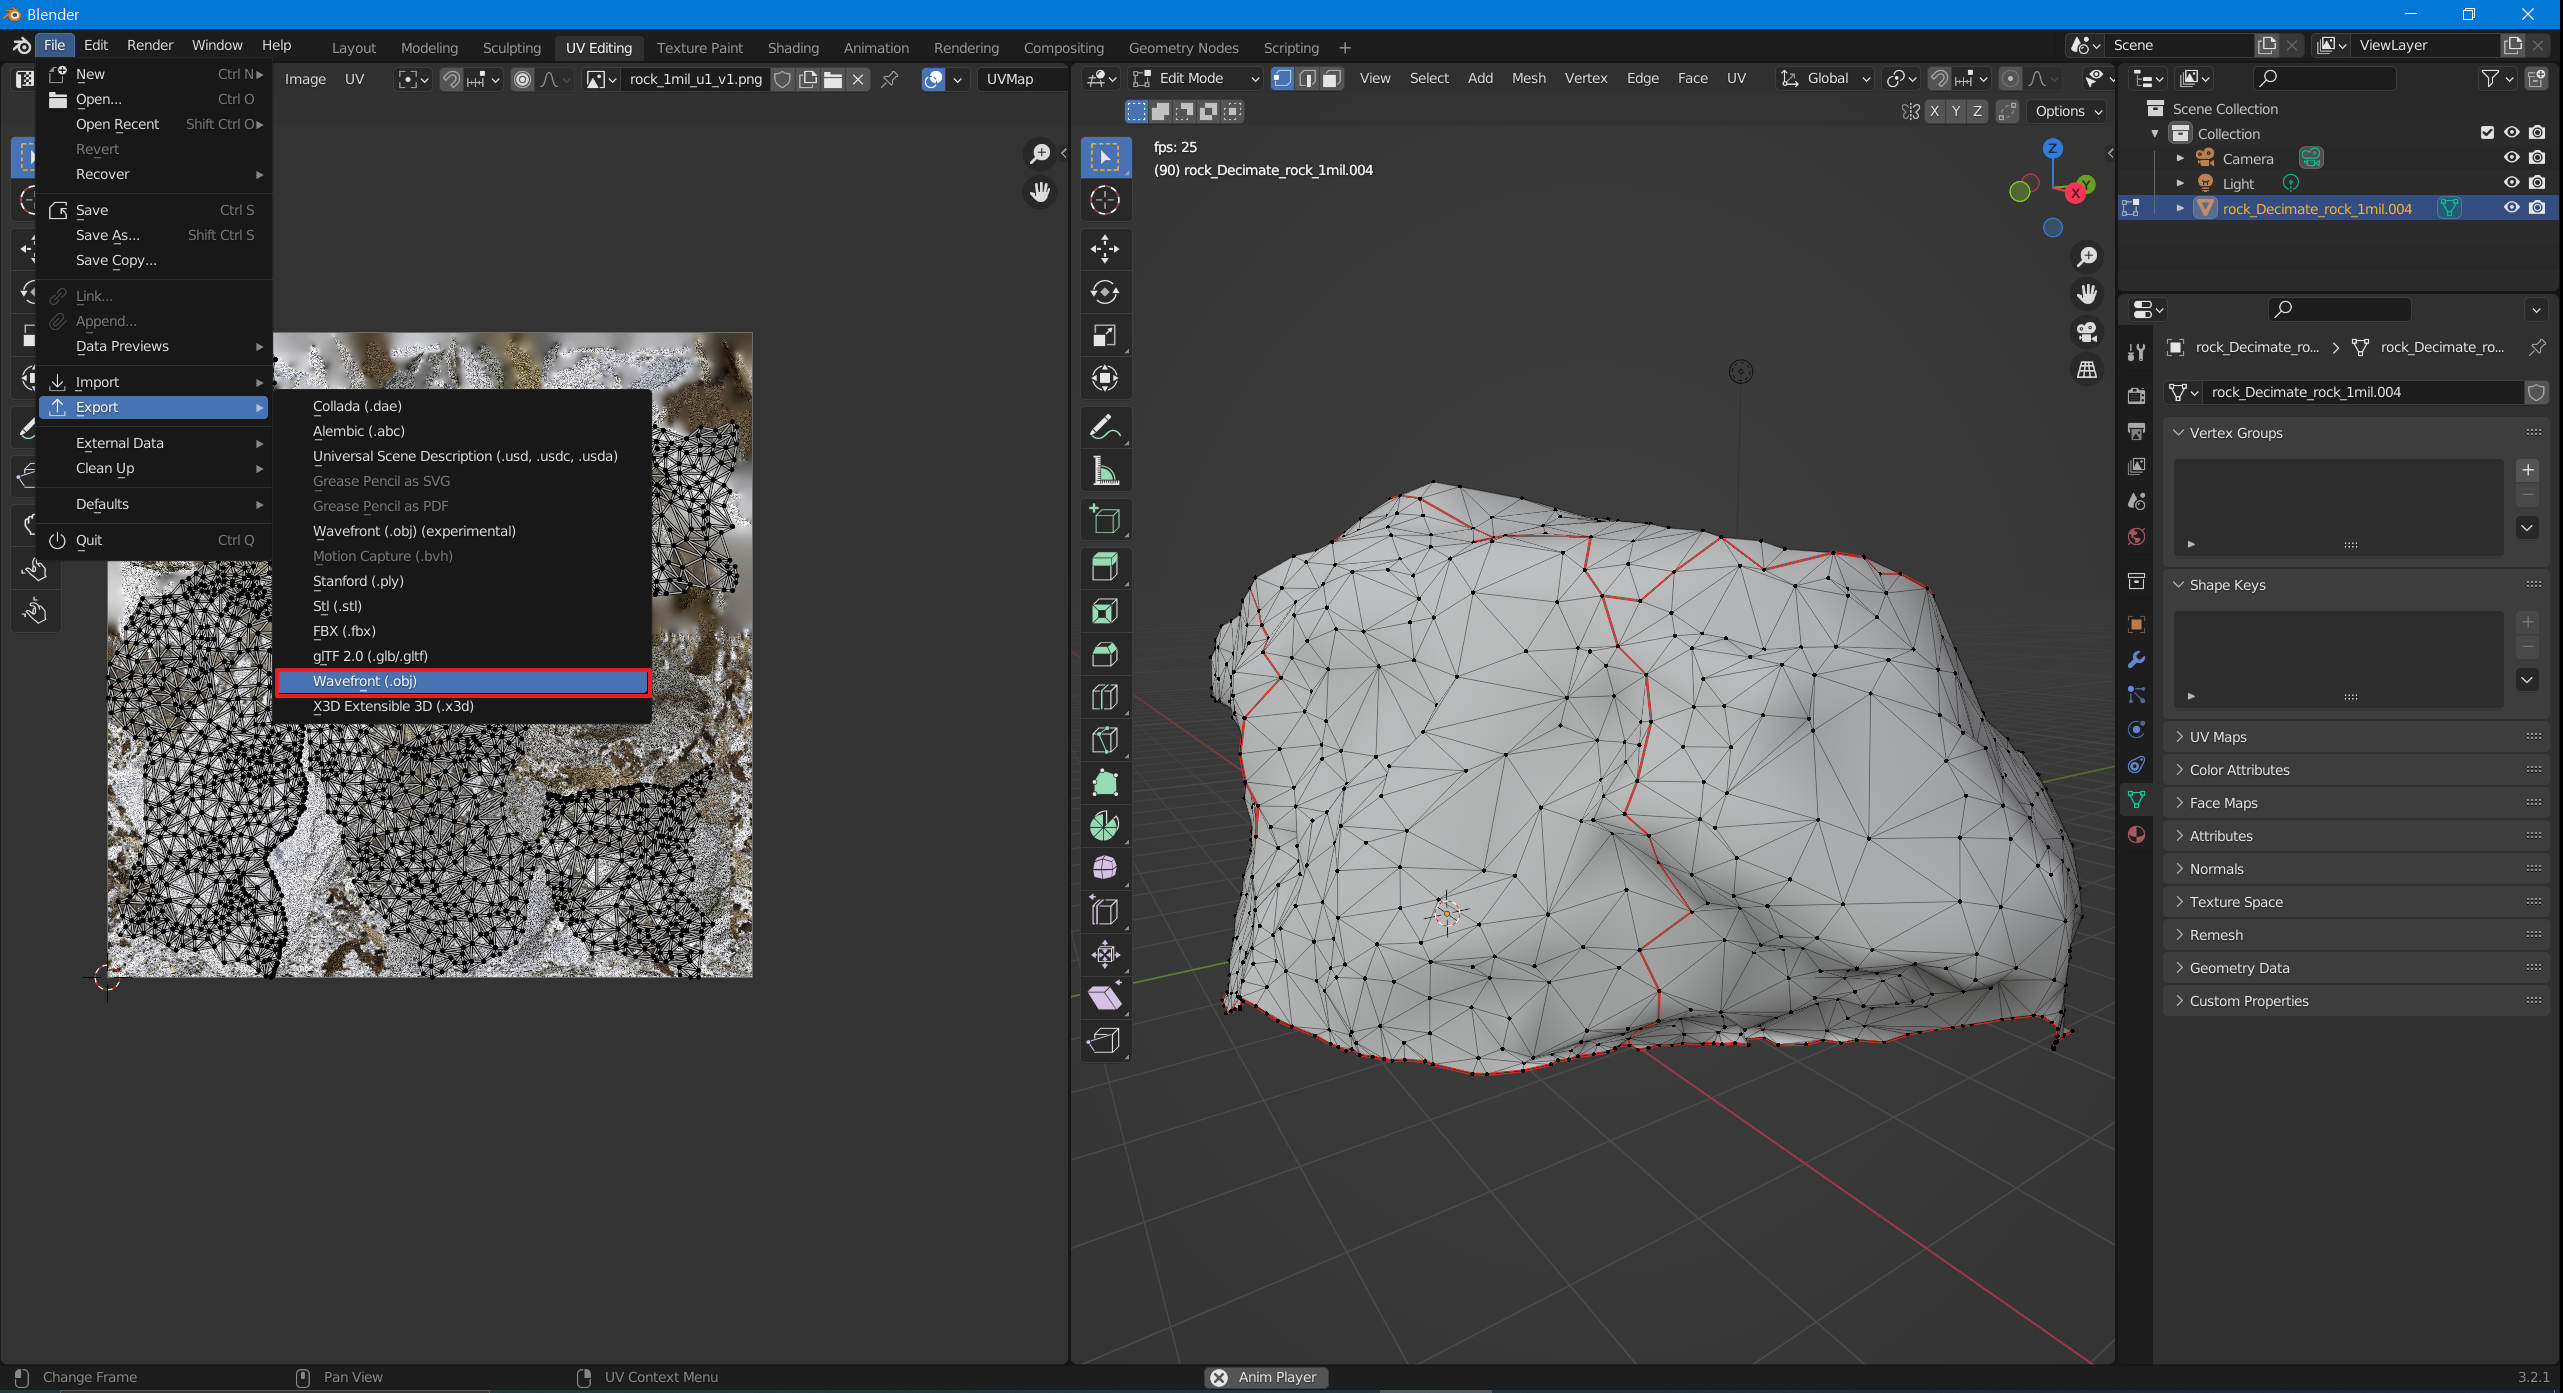 Blender
File Edit Render Window Help
Layout Modeling Sculpting UV Editing Texture Paint Shading Animation Rendering Compositing Geometry Nodes Scripting +
Scene
ViewLayer
Image UV
rock_1mil_u1_v1.png
UVMap
New Ctrl N
Open... Ctrl O
Open Recent Shift Ctrl O
Revert
Recover
Save Ctrl S
Save As... Shift Ctrl S
Save Copy...
Link...
Append...
Data Previews
Import
Export
External Data
Clean Up
Defaults
Quit Ctrl Q
Collada (.dae)
Alembic (.abc)
Universal Scene Description (.usd, .usdc, .usda)
Grease Pencil as SVG
Grease Pencil as PDF
Wavefront (.obj) (experimental)
Motion Capture (.bvh)
Stanford (.ply)
Stl (.stl)
FBX (.fbx)
glTF 2.0 (.glb/.gltf)
Wavefront (.obj)
X3D Extensible 3D (.x3d)
Edit Mode
View Select Add Mesh Vertex Edge Face UV
Global
X Y Z
Options
fps: 25
(90) rock_Decimate_rock_1mil.004
Z
Y
X
Scene Collection
Collection
Camera
Light
rock_Decimate_rock_1mil.004
rock_Decimate_ro... > rock_Decimate_ro...
rock_Decimate_rock_1mil.004
Vertex Groups
Shape Keys
UV Maps
Color Attributes
Face Maps
Attributes
Normals
Texture Space
Remesh
Geometry Data
Custom Properties
Change Frame
Pan View
UV Context Menu
Anim Player
3.2.1